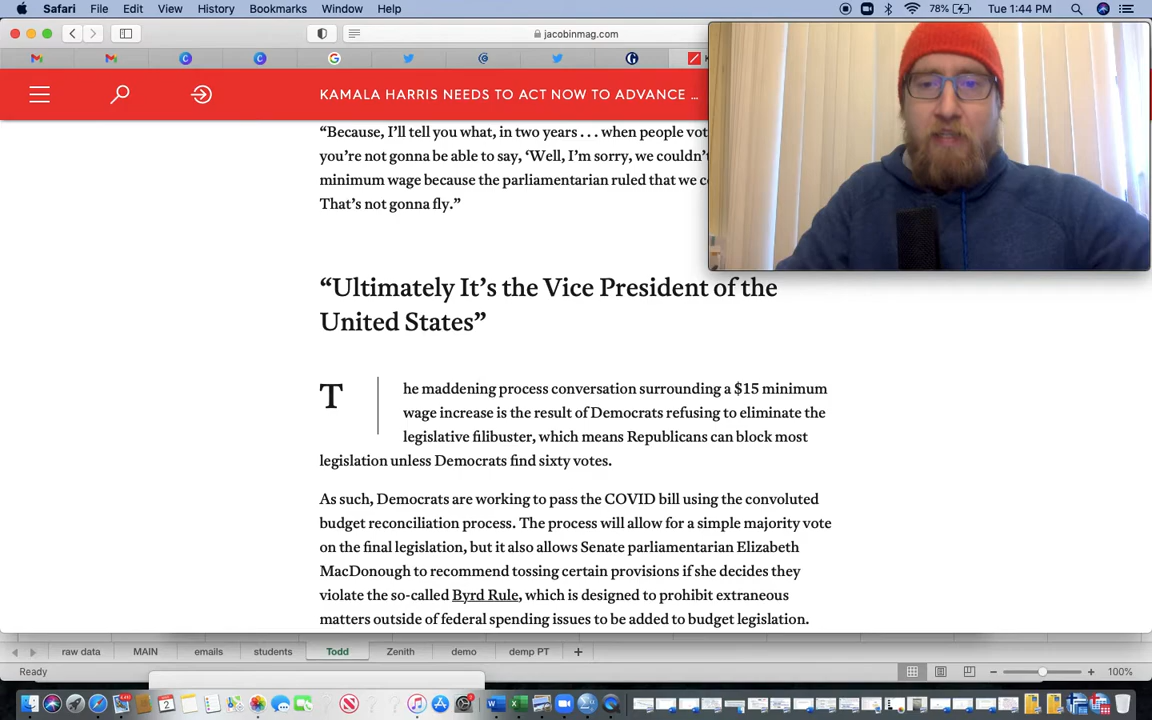 Safari File Edit View History Bookmarks Window Help 78% Tue 1:44 PM
jacobinmag.com
KAMALA HARRIS NEEDS TO ACT NOW TO ADVANCE ...
“Because, I’ll tell you what, in two years . . . when people
you’re not gonna be able to say, ‘Well, I’m sorry, we
minimum wage because the parliamentarian ruled that we
That’s not gonna fly.”
“Ultimately It’s the Vice President of the
United States”
The maddening process conversation surrounding a $15 minimum
wage increase is the result of Democrats refusing to eliminate the
legislative filibuster, which means Republicans can block most
legislation unless Democrats find sixty votes.
As such, Democrats are working to pass the COVID bill using the convoluted
budget reconciliation process. The process will allow for a simple majority vote
on the final legislation, but it also allows Senate parliamentarian Elizabeth
MacDonough to recommend tossing certain provisions if she decides they
violate the so-called Byrd Rule, which is designed to prohibit extraneous
matters outside of federal spending issues to be added to budget legislation.
raw data MAIN emails students Todd Zenith demo demp PT
Ready 100%